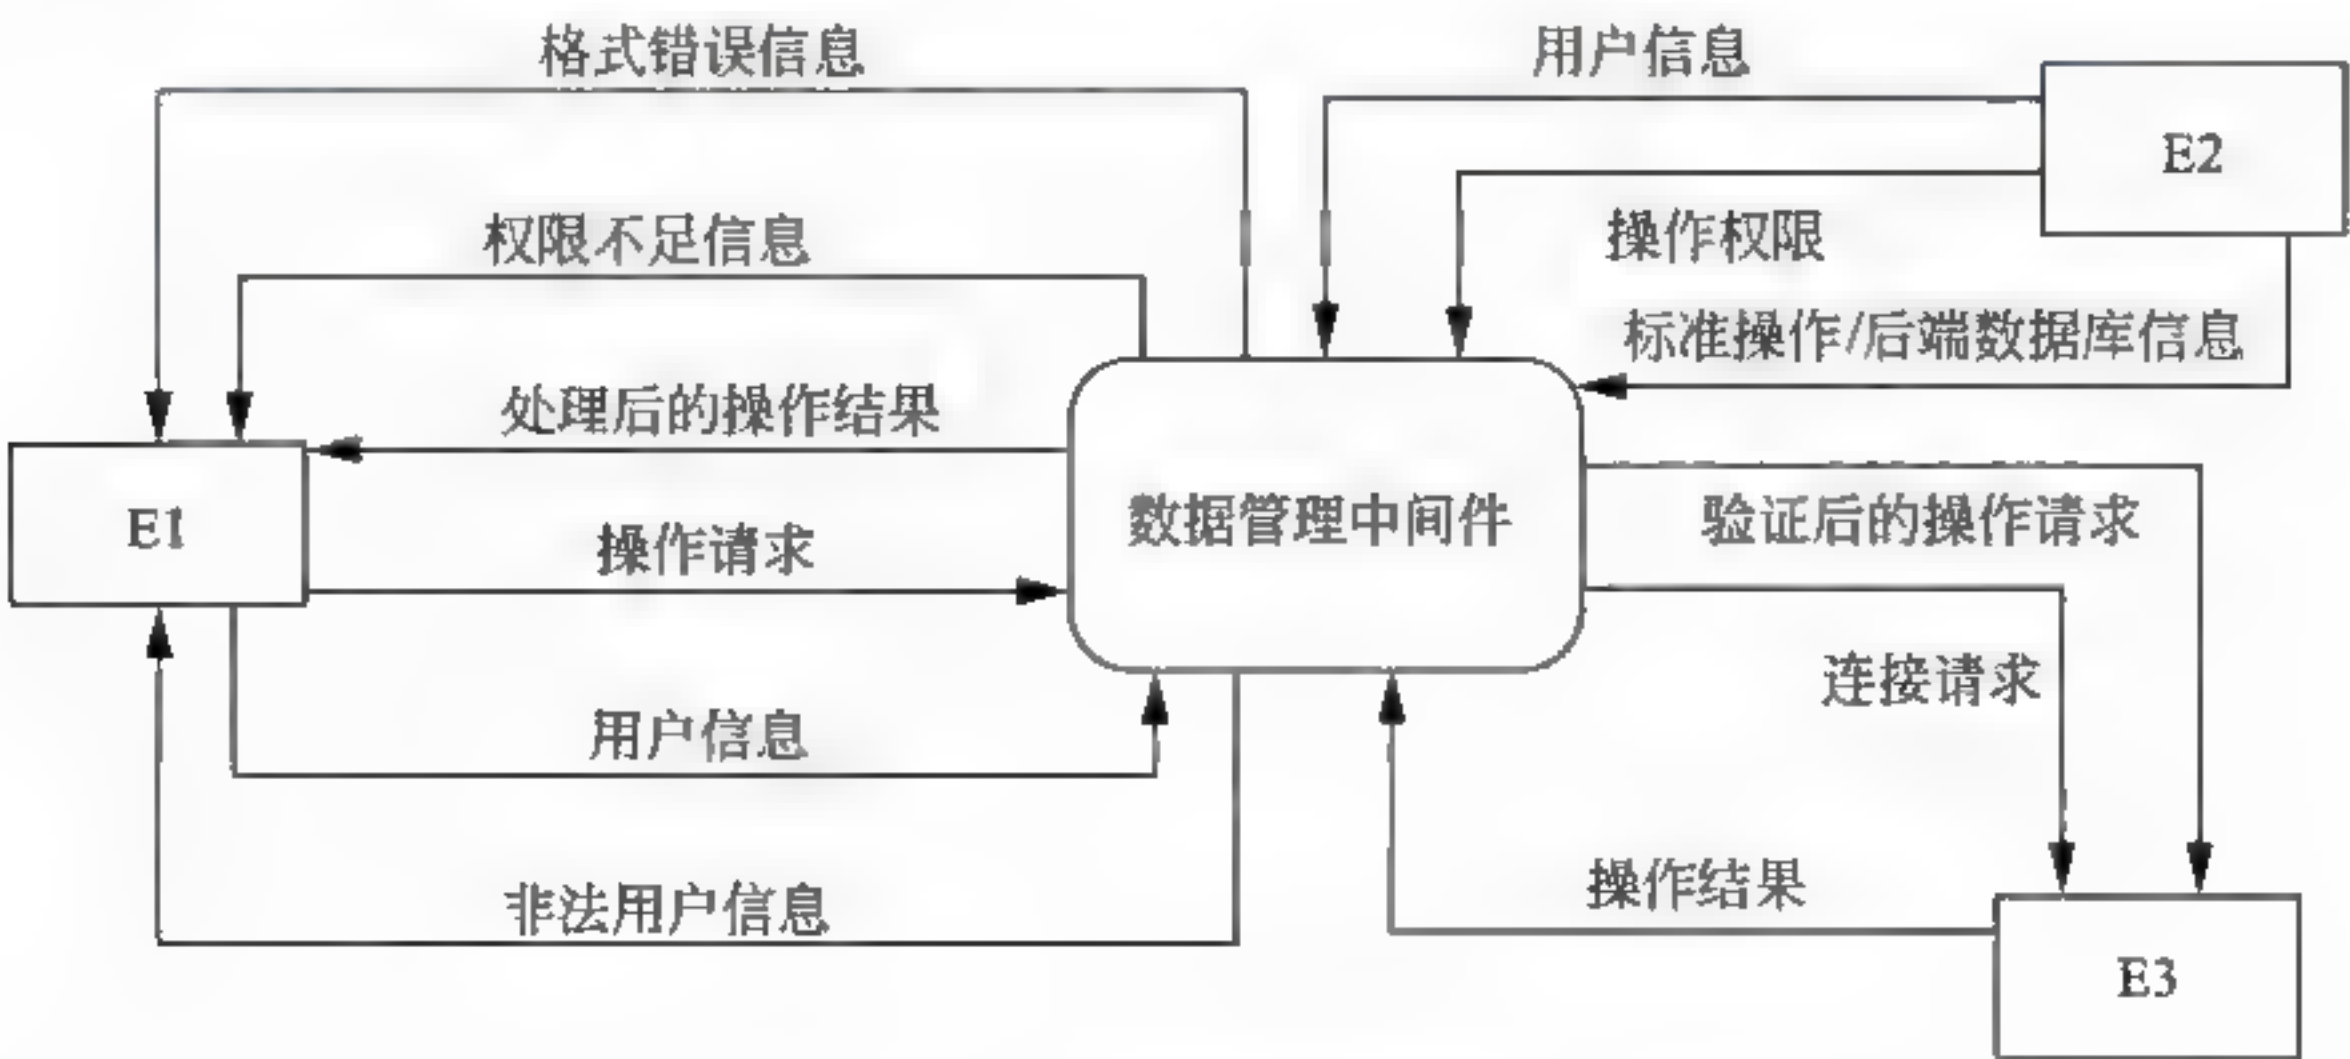 格式错误信息
用户信息
E2
权限不足信息
操作权限
标准操作/后端数据库信息
处理后的操作结果
E1
数据管理中间件
验证后的操作请求
操作请求
连接请求
用户信息
操作结果
非法用户信息
E3